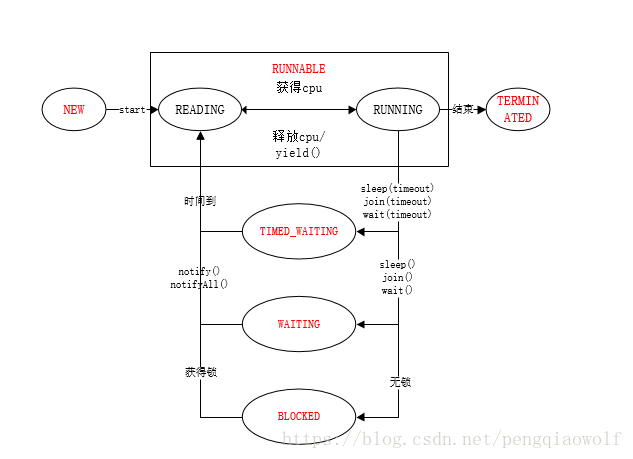 RUNNABLE
获得cpu
NEW
start
READING
RUNNING
结束
TERMIN
ATED
释放cpu/
yield()
时间到
sleep(timeout)
join(timeout)
wait(timeout)
TIMED_WAITING
notify()
notifyAll()
sleep()
join()
wait()
WAITING
获得锁
无锁
BLOCKED
https://blog.csdn.net/pengqiaowolf